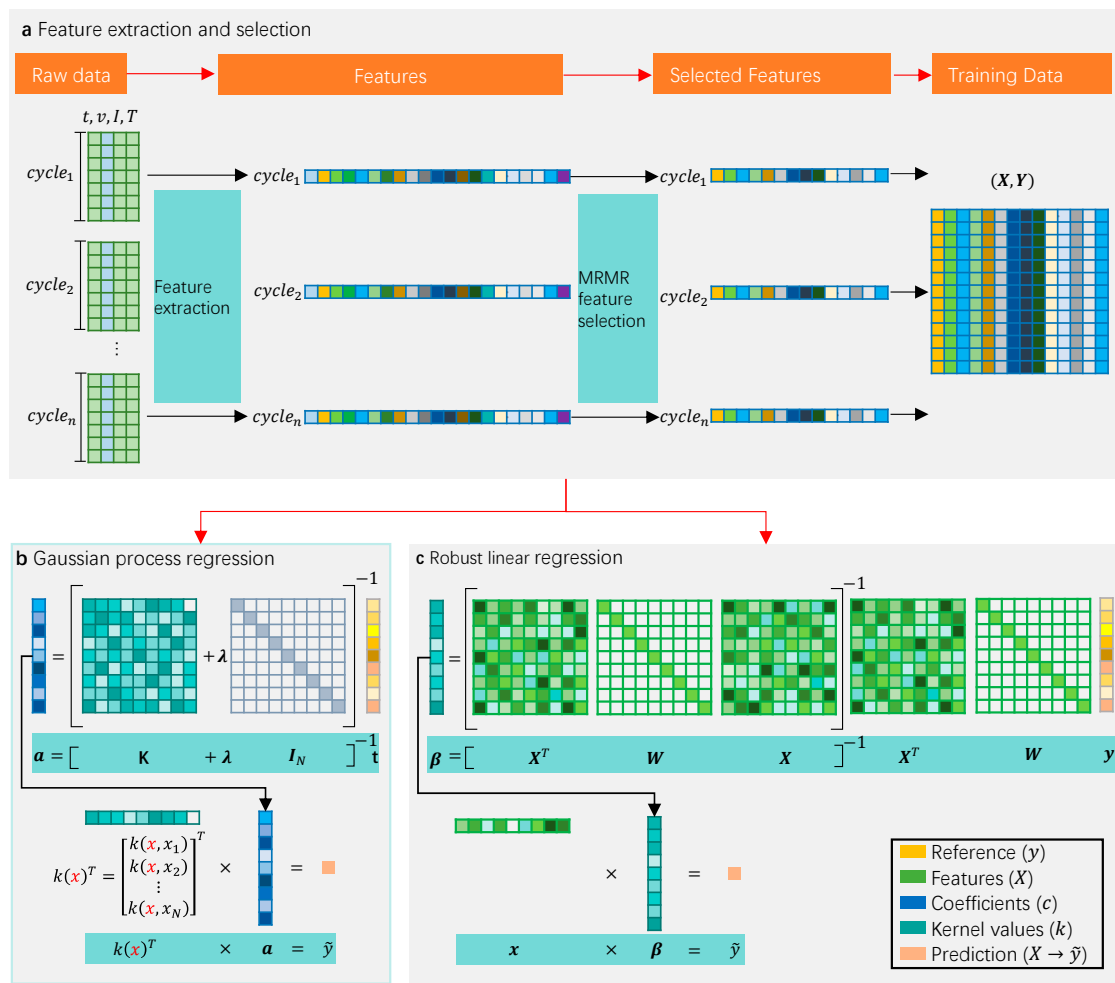 a Feature extraction and selection
Raw data
Features
Selected Features
Training Data
t, v, I, T
cycle₁
cycle₁
cycle₁
(X, Y)
cycle₂
Feature
extraction
cycle₂
MRMR
feature
selection
cycle₂
⋮
cycleₙ
cycleₙ
cycleₙ
b Gaussian process regression
= [ +λ ]⁻¹
a = [ K +λ I_N ]⁻¹ t
k(x)ᵀ = [k(x, x₁) k(x, x₂) ⋮ k(x, x_N)]ᵀ × =
k(x)ᵀ × a = ỹ
c Robust linear regression
= [ ]⁻¹
β = [ Xᵀ W X ]⁻¹ Xᵀ W y
× =
x × β = ỹ
Reference (y)
Features (X)
Coefficients (c)
Kernel values (k)
Prediction (X → ỹ)